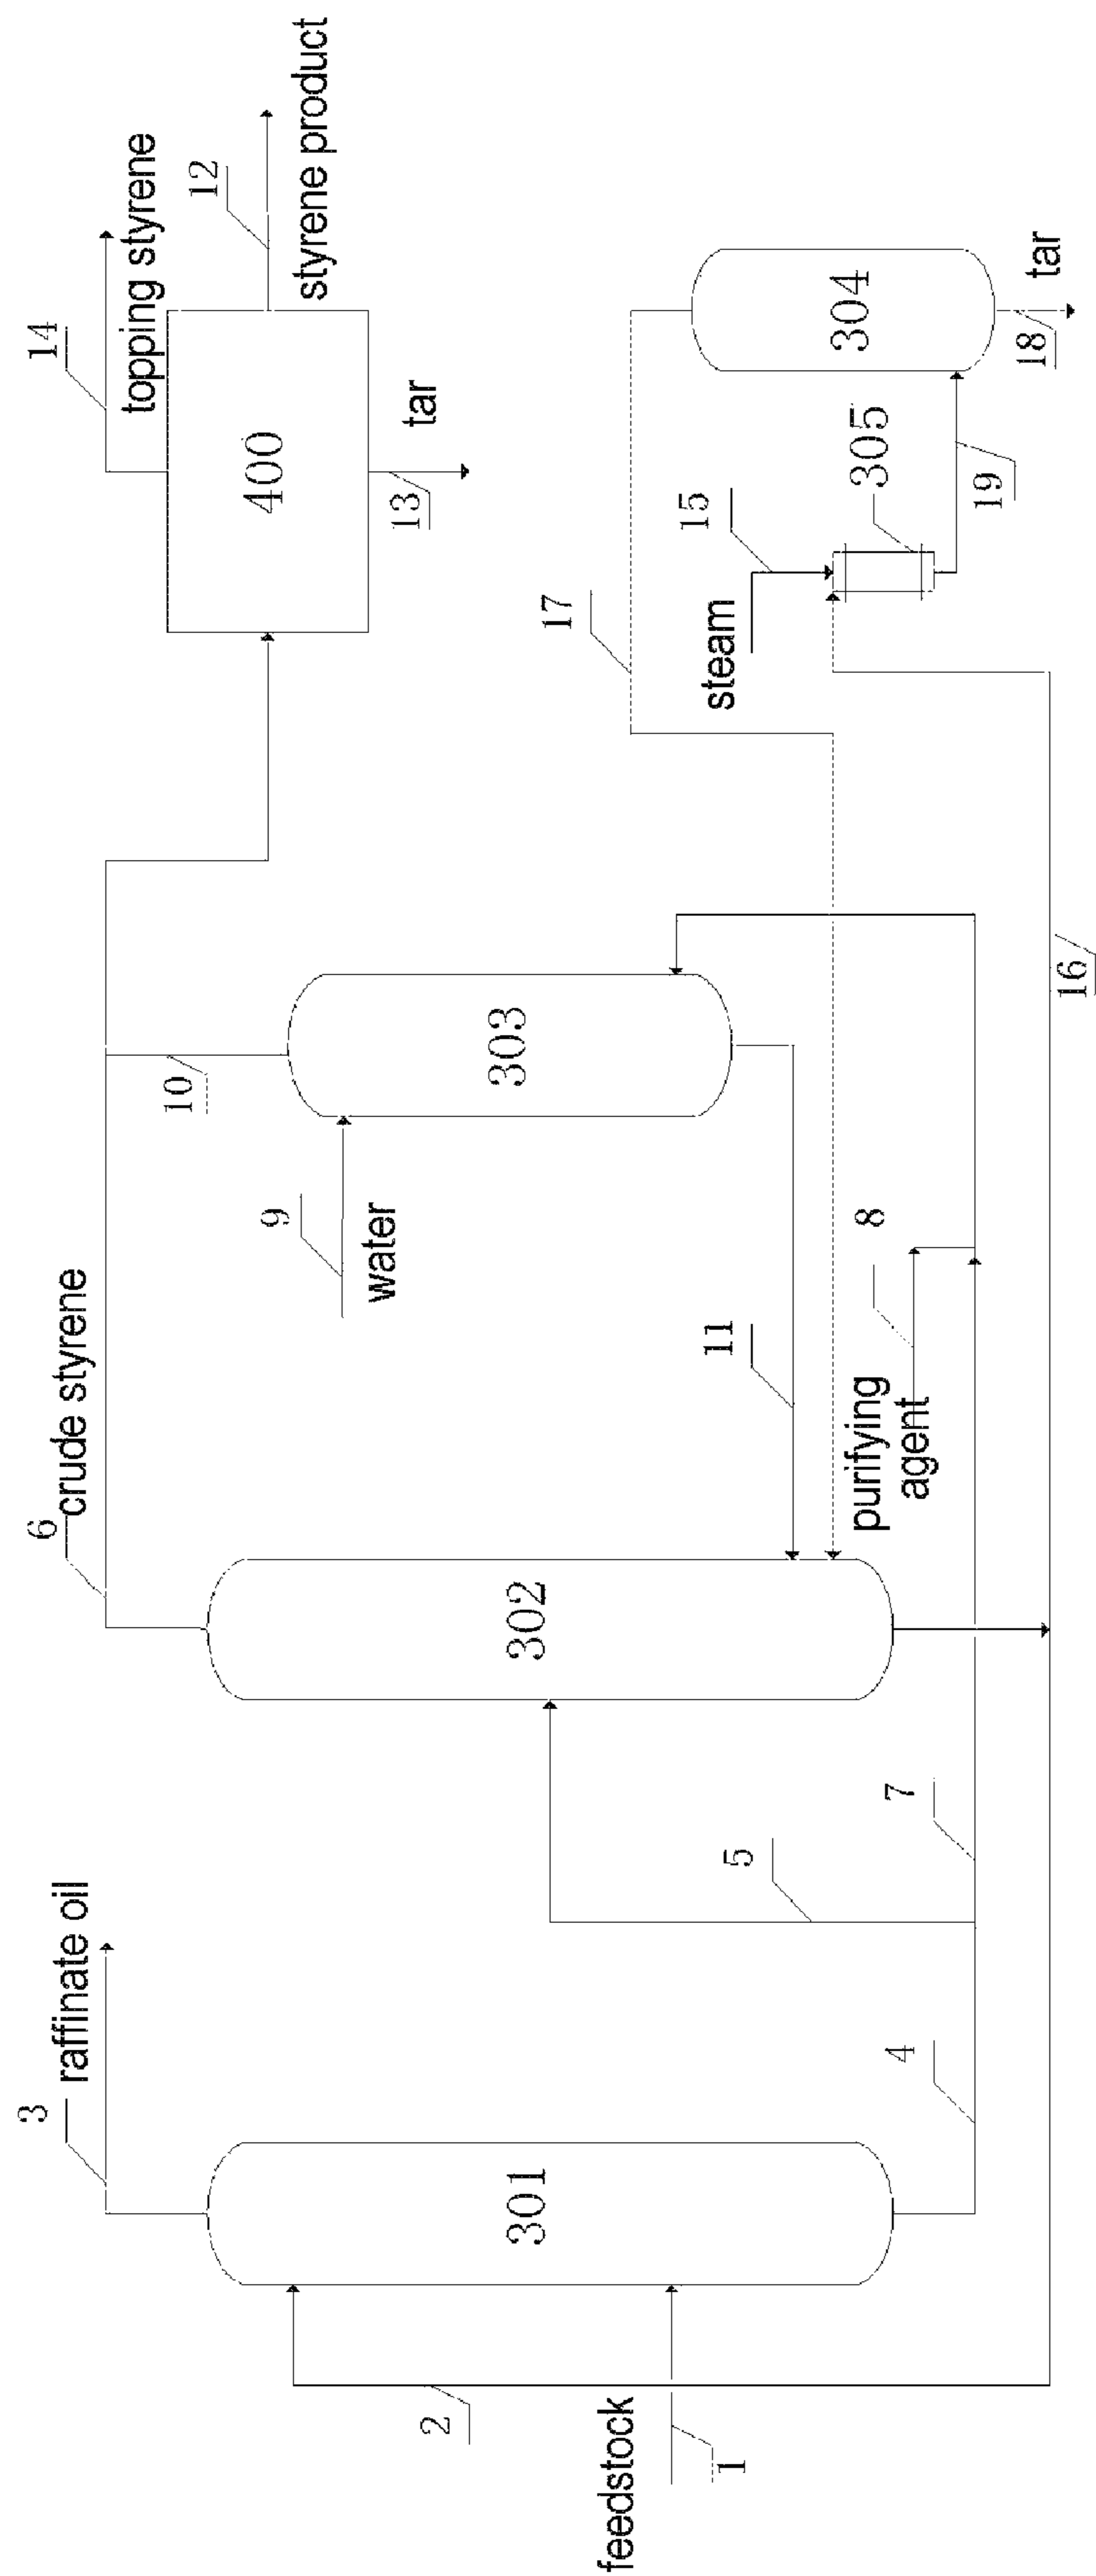 3
raffinate oil
6
crude styrene
14
topping styrene
10
400
12
styrene product
9
water
303
13
tar
301
302
17
15
steam
305
304
18
tar
19
2
feedstock
1
5
11
purifying
agent
8
4
7
16